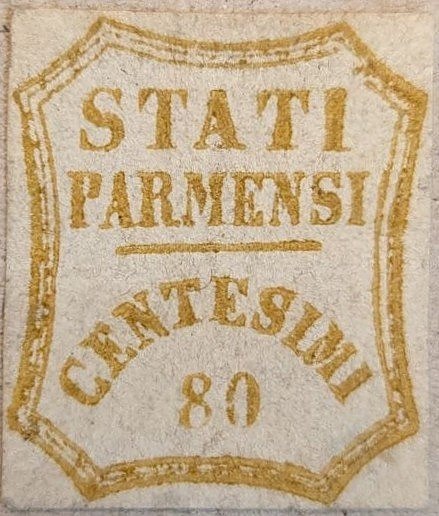 STATI
PARMENSI
CENTESIMI
80